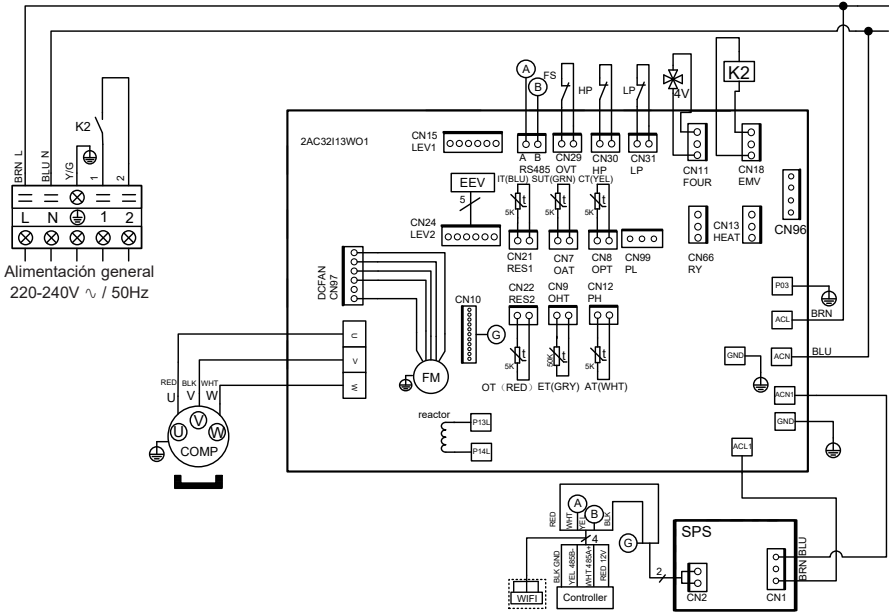 BRN L
BLU N
Y/G
K2
1
2
L N 1 2
Alimentación general
220-240V ∿ / 50Hz
2AC32I13WO1
CN15
LEV1
A
B
FS
HP
LP
4V
K2
A B
RS485
CN29
OVT
CN30
HP
CN31
LP
CN11
FOUR
CN18
EMV
EEV
5
CN24
LEV2
IT(BLU) SUT(GRN) CT(YEL)
t
5K
t
5K
t
5K
CN21
RES1
CN7
OAT
CN8
OPT
CN99
PL
CN66
RY
CN13
HEAT
CN96
DCFAN
CN97
CN10
G
CN22
RES2
CN9
OHT
CN12
PH
t
5K
t
50K
t
5K
OT (RED) ET(GRY) AT(WHT)
FM
U
V
W
RED BLK WHT
U V W
U V W
COMP
reactor
P13L
P14L
P03
ACL
BRN
GND
ACN
BLU
ACN1
GND
ACL1
RED
WHT
A
YEL
B
BLK
4
G
BLK GND
YEL 485B-
WHT 485A+
RED 12V
WIFI
Controller
2
SPS
CN2
CN1
BLU
BRN